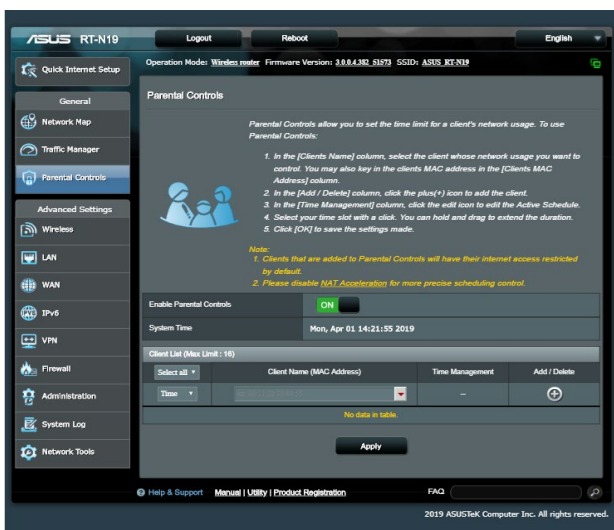 ASUS RT-N19
Logout
Reboot
English
Quick Internet Setup
Operation Mode: Wireless router Firmware Version: 3.0.0.4.382_51573 SSID: ASUS_RT-N19
General
Network Map
Traffic Manager
Parental Controls
Advanced Settings
Wireless
LAN
WAN
IPv6
VPN
Firewall
Administration
System Log
Network Tools
Parental Controls
Parental Controls allow you to set the time limit for a client's network usage. To use
Parental Controls:
1. In the [Clients Name] column, select the client whose network usage you want to
control. You may also key in the clients MAC address in the [Clients MAC
Address] column.
2. In the [Add / Delete] column, click the plus(+) icon to add the client.
3. In the [Time Management] column, click the edit icon to edit the Active Schedule.
4. Select your time slot with a click. You can hold and drag to extend the duration.
5. Click [OK] to save the settings made.
Note:
1. Clients that are added to Parental Controls will have their internet access restricted
by default.
2. Please disable NAT Acceleration for more precise scheduling control.
Enable Parental Controls
ON
System Time
Mon, Apr 01 14:21:55 2019
Client List (Max Limit : 16)
Select all
Client Name (MAC Address)
Time Management
Add / Delete
Time
–
No data in table.
Apply
Help & Support Manual | Utility | Product Registration
FAQ
2019 ASUSTeK Computer Inc. All rights reserved.